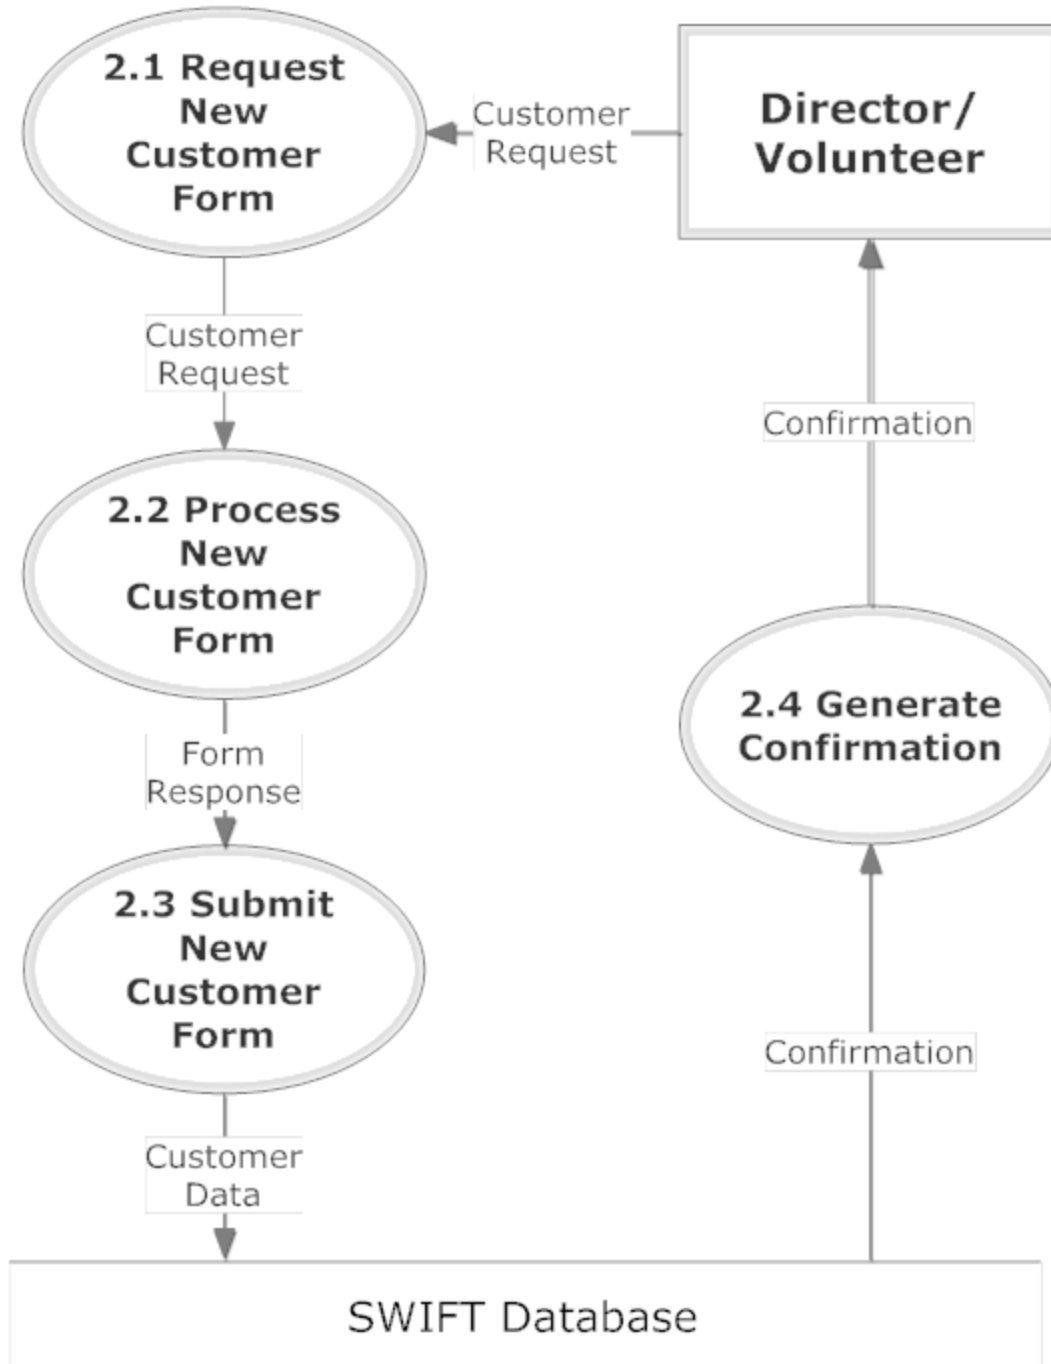 2.1 Request
New
Customer
Form
Customer
Request
Director/
Volunteer
Customer
Request
2.2 Process
New
Customer
Form
Confirmation
Form
Response
2.4 Generate
Confirmation
2.3 Submit
New
Customer
Form
Confirmation
Customer
Data
SWIFT Database